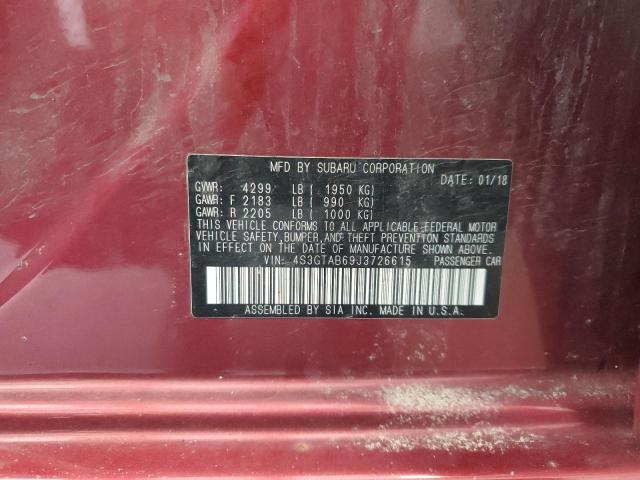 MFD BY SUBARU CORPORATION
DATE: 01/18
GVWR: 4299 LB ( 1950 KG)
GAWR: F 2183 LB ( 990 KG)
GAWR: R 2205 LB ( 1000 KG)
THIS VEHICLE CONFORMS TO ALL APPLICABLE FEDERAL MOTOR
VEHICLE SAFETY, BUMPER, AND THEFT PREVENTION STANDARDS
IN EFFECT ON THE DATE OF MANUFACTURE SHOWN ABOVE.
VIN: 4S3GTAB69J3726615 PASSENGER CAR
ASSEMBLED BY SIA INC. MADE IN U.S.A.